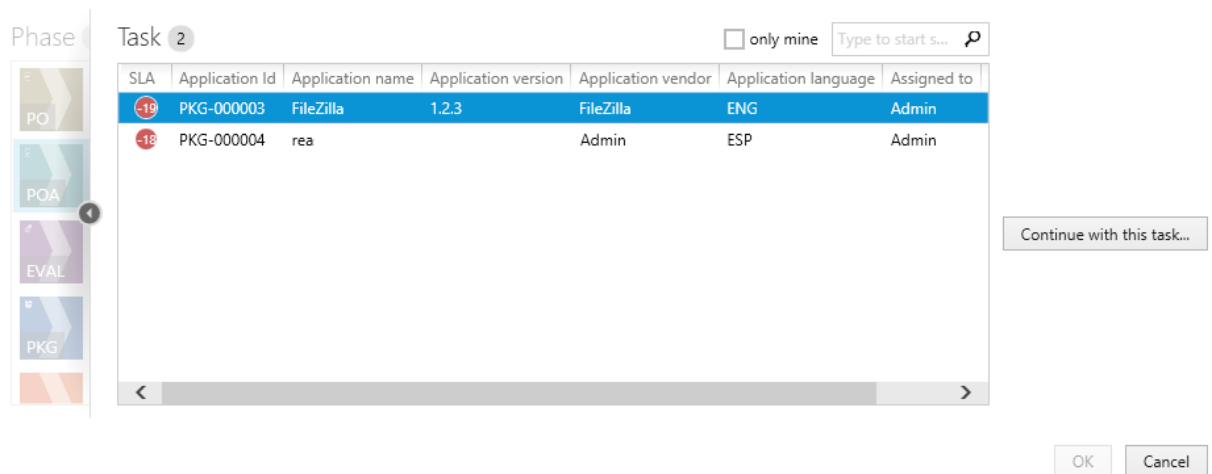 Phase
Task 2
only mine Type to start s...
SLA Application Id Application name Application version Application vendor Application language Assigned to
-19 PKG-000003 FileZilla 1.2.3 FileZilla ENG Admin
-18 PKG-000004 rea Admin ESP Admin
PO
POA
EVAL
PKG
Continue with this task...
OK Cancel